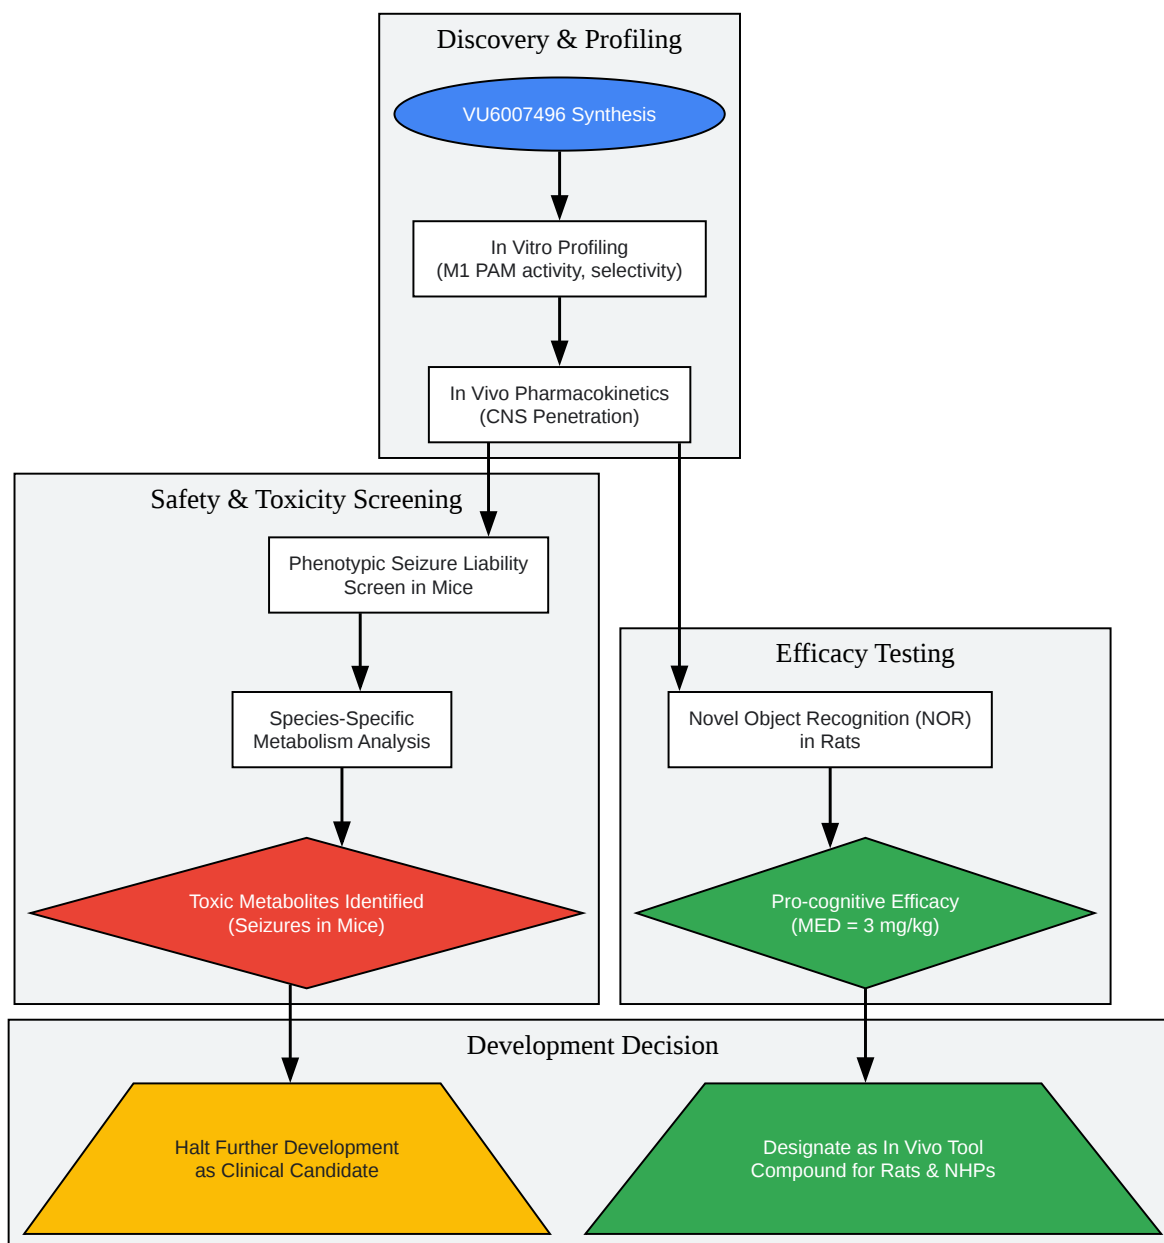 Discovery & Profiling
VU6007496 Synthesis
In Vitro Profiling
(M1 PAM activity, selectivity)
In Vivo Pharmacokinetics
(CNS Penetration)
Safety & Toxicity Screening
Phenotypic Seizure Liability
Screen in Mice
Species-Specific
Metabolism Analysis
Toxic Metabolites Identified
(Seizures in Mice)
Efficacy Testing
Novel Object Recognition (NOR)
in Rats
Pro-cognitive Efficacy
(MED = 3 mg/kg)
Development Decision
Halt Further Development
as Clinical Candidate
Designate as In Vivo Tool
Compound for Rats & NHPs